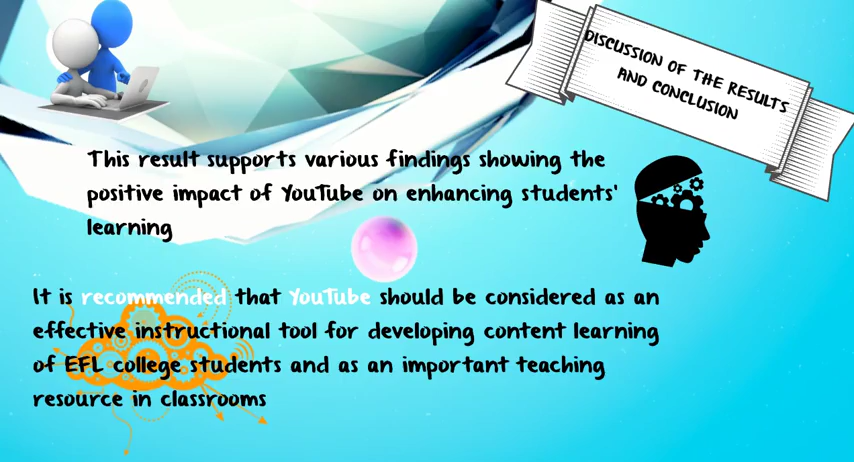 DISCUSSION OF THE RESULTS
AND CONCLUSION
This result supports various findings showing the
positive impact of YouTube on enhancing students'
learning
It is recommended that YouTube should be considered as an
effective instructional tool for developing content learning
of EFL college students and as an important teaching
resource in classrooms